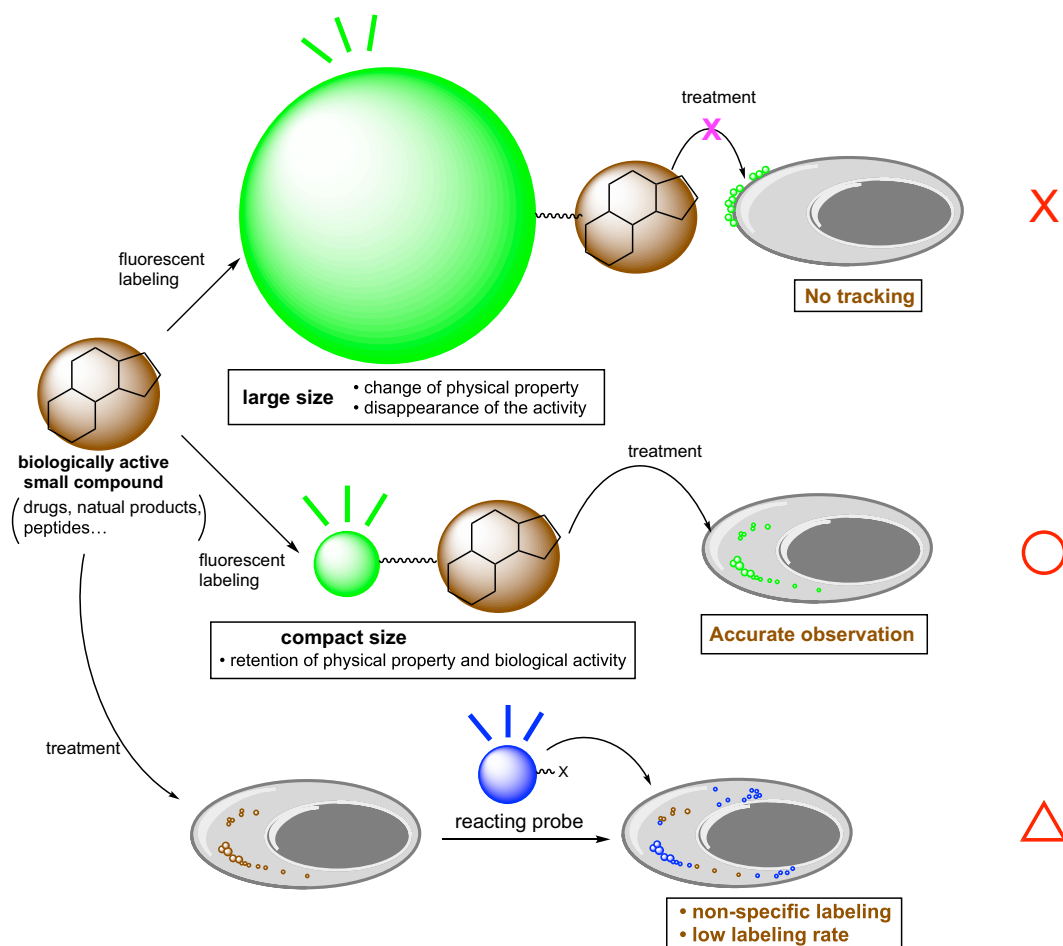 treatment
X
X
fluorescent
labeling
No tracking
large size
• change of physical property
• disappearance of the activity
biologically active
small compound
(drugs, natual products,
peptides…)
treatment
fluorescent
labeling
compact size
• retention of physical property and biological activity
Accurate observation
treatment
X
reacting probe
• non-specific labeling
• low labeling rate